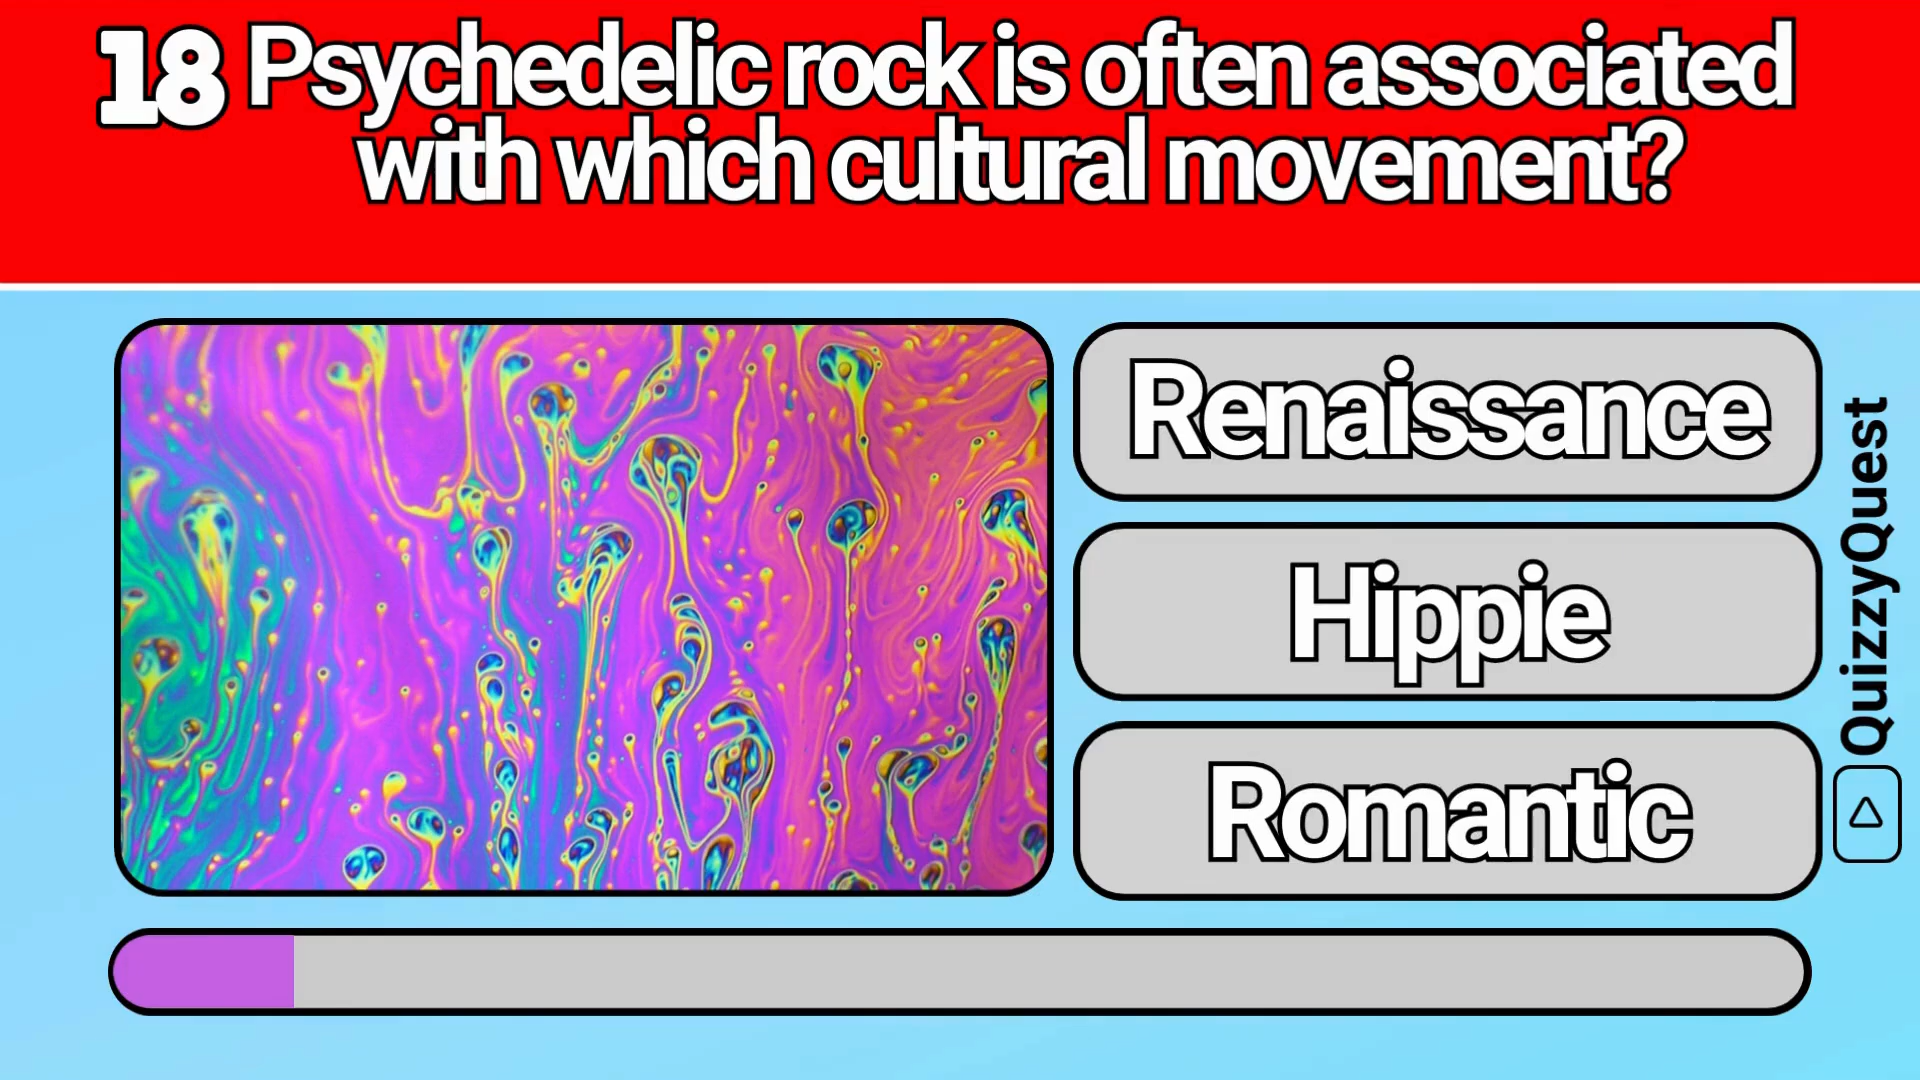 18 Psychedelic rock is often associated
with which cultural movement?
Renaissance
Hippie
Romantic
QuizzyQuest